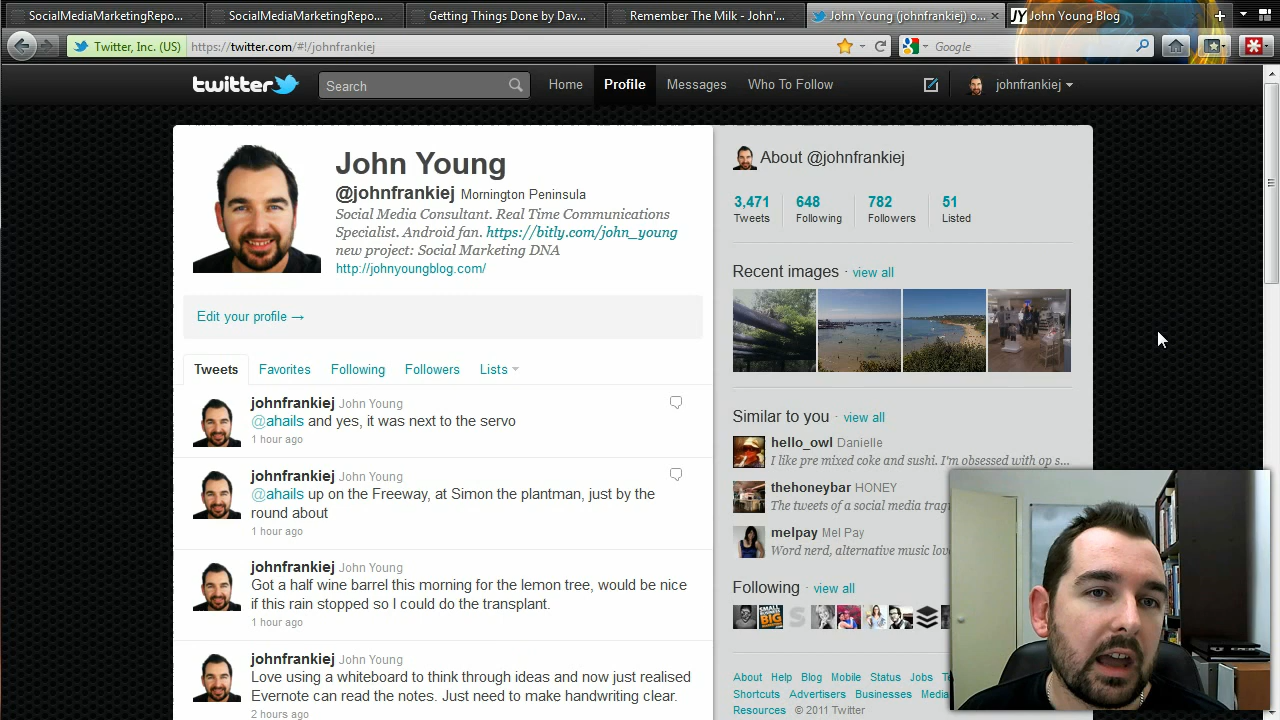 SocialMediaMarketingRepo...
SocialMediaMarketingRepo...
Getting Things Done By Dav...
Remember The Milk - John'...
John Young (johnfrankiej) o...
John Young Blog
Twitter, Inc. (US)
https://twitter.com/#!/johnfrankiej
Google
twitter
Search
Home
Profile
Messages
Who To Follow
johnfrankiej
John Young
@johnfrankiej Mornington Peninsula
Social Media Consultant. Real Time Communications
Specialist. Android fan. https://bitly.com/john_young
new project: Social Marketing DNA
http://johnyoungblog.com/
Edit your profile →
Tweets
Favorites
Following
Followers
Lists
johnfrankiej John Young
@ahails and yes, it was next to the servo
1 hour ago
johnfrankiej John Young
@ahails up on the Freeway, at Simon the plantman, just by the
round about
1 hour ago
johnfrankiej John Young
Got a half wine barrel this morning for the lemon tree, would be nice
if this rain stopped so I could do the transplant.
1 hour ago
johnfrankiej John Young
Love using a whiteboard to think through ideas and now just realised
Evernote can read the notes. Just need to make handwriting clear.
2 hours ago
About @johnfrankiej
3,471 648 782 51
Tweets Following Followers Listed
Recent images · view all
Similar to you · view all
hello_owl Danielle
I like pre mixed coke and sushi. I'm obsessed with op s...
thehoneybar HONEY
The tweets of a social media
melpay Mel Pay
Word nerd, alternative music
Following · view all
SMALL
BUSINESS
BIG
About Help Blog Mobile Status Jobs
Shortcuts Advertisers Businesses Media
Resources © 2011 Twitter